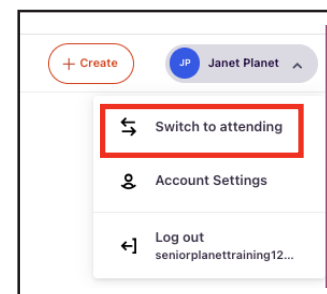 + Create
JP Janet Planet
Switch to attending
Account Settings
Log out
seniorplanettraining12...